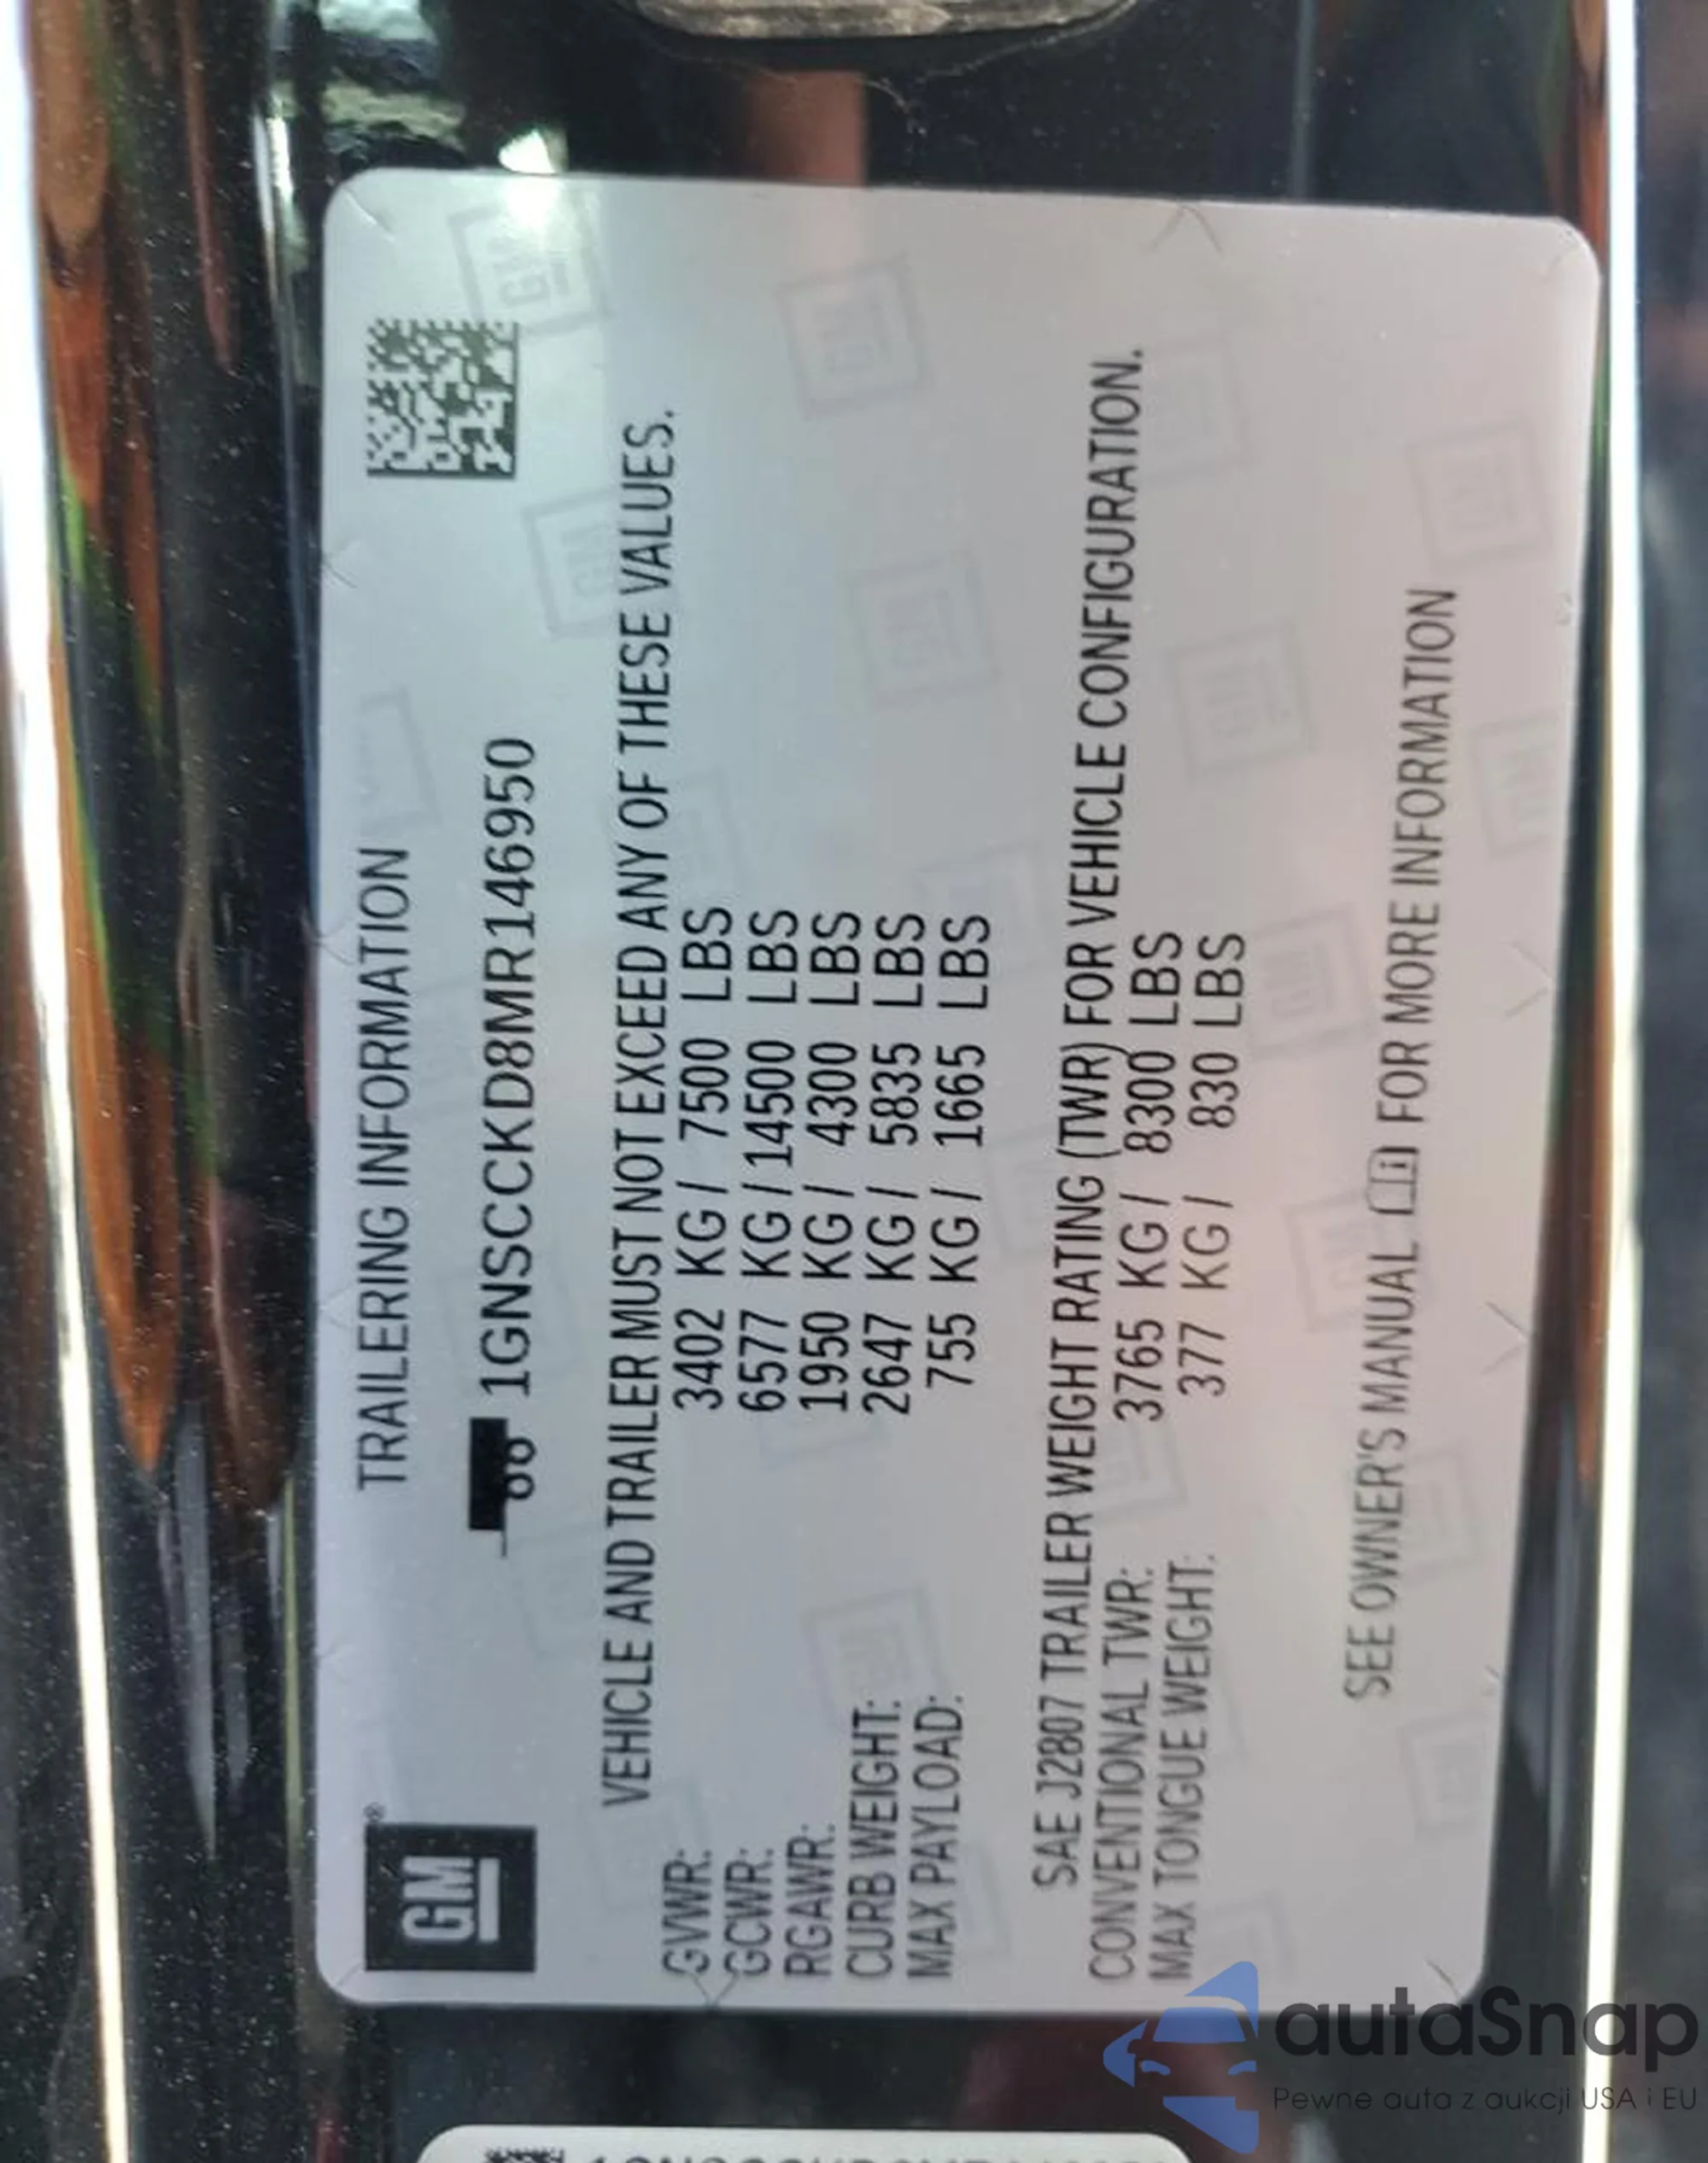 GM®
TRAILERING INFORMATION
1GNSCCKD8MR146950
VEHICLE AND TRAILER MUST NOT EXCEED ANY OF THESE VALUES.
GVWR: 3402 KG / 7500 LBS
GCWR: 6577 KG / 14500 LBS
RGAWR: 1950 KG / 4300 LBS
CURB WEIGHT: 2647 KG / 5835 LBS
MAX PAYLOAD: 755 KG / 1665 LBS
SAE J2807 TRAILER WEIGHT RATING (TWR) FOR VEHICLE CONFIGURATION.
CONVENTIONAL TWR: 3765 KG / 8300 LBS
MAX TONGUE WEIGHT: 377 KG / 830 LBS
SEE OWNER'S MANUAL FOR MORE INFORMATION
autaSnap
Pewne auta z aukcji USA i EU